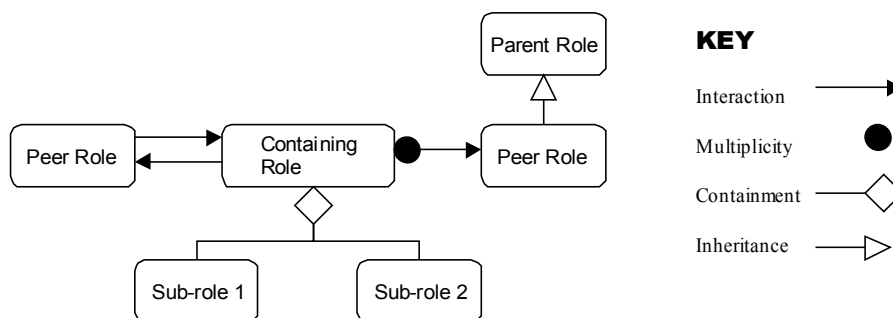 Parent Role
KEY
Interaction
Peer Role
Containing
Role
Peer Role
Multiplicity
Containment
Inheritance
Sub-role 1
Sub-role 2